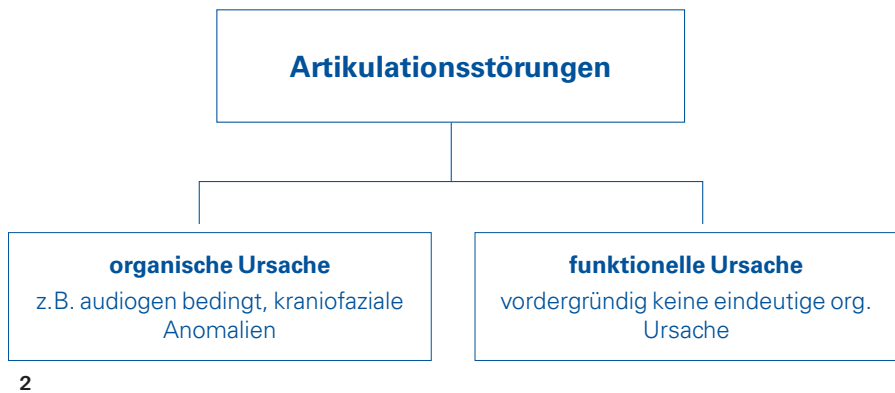 Artikulationsstörungen
organische Ursache
z.B. audiogen bedingt, kraniofaziale
Anomalien
funktionelle Ursache
vordergründig keine eindeutige org.
Ursache
2